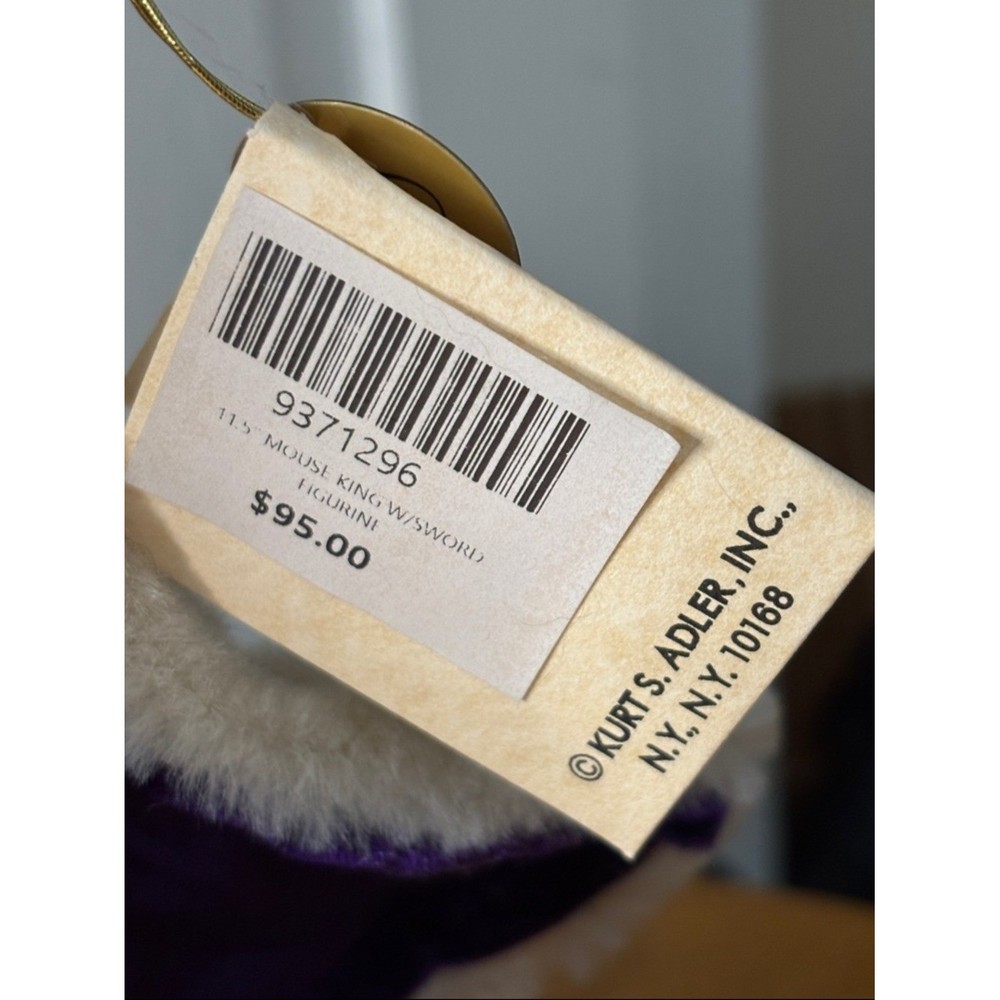 9371296
11.5" MOUSE KING W/SWORD
FIGURINE
$95.00
© KURT S. ADLER, INC.,
N.Y., N.Y. 10168